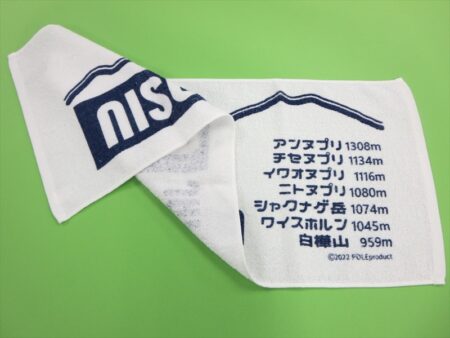 NISE
アンヌプリ 1308m
チセヌプリ 1134m
イワオヌプリ 1116m
ニトヌプリ 1080m
シャクナゲ岳 1074m
ワイスホルン 1045m
白樺山 959m
©2022 POLEproduct